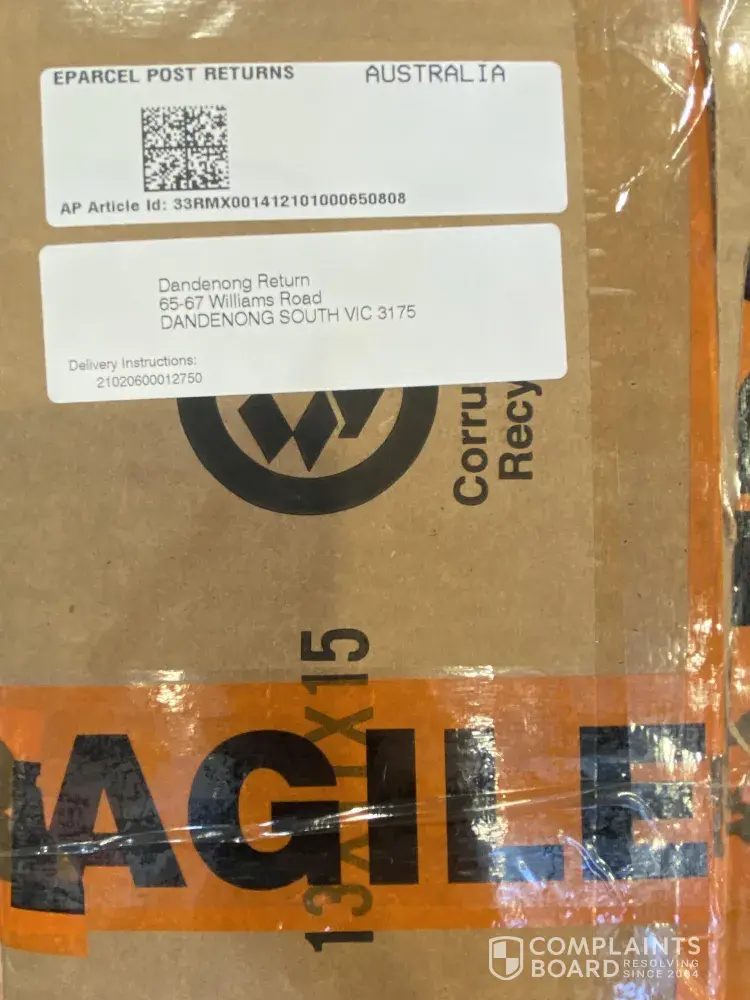 EPARCEL POST RETURNS AUSTRALIA
AP Article Id: 33RMX001412101000650808
Dandenong Return
65-67 Williams Road
DANDENONG SOUTH VIC 3175
Delivery Instructions:
21020600012750
Corru
Recy
RAGILE
COMPLAINTS
BOARD RESOLVING
SINCE 2004